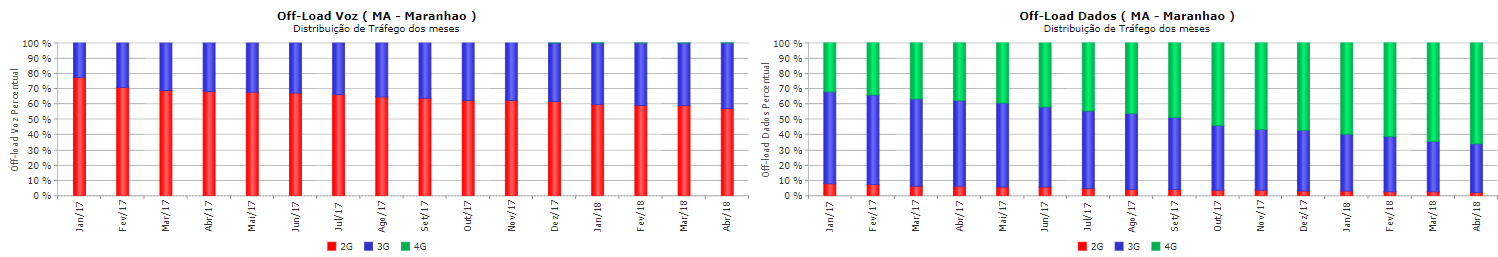 Off-Load Voz ( MA - Maranhao )
Distribuição de Tráfego dos meses
Off-load Voz Percentual
100 %
90 %
80 %
70 %
60 %
50 %
40 %
30 %
20 %
10 %
0 %
Jan/17
Fev/17
Mar/17
Abr/17
Mai/17
Jun/17
Jul/17
Ago/17
Set/17
Out/17
Nov/17
Dez/17
Jan/18
Fev/18
Mar/18
Abr/18
2G 3G 4G
Off-Load Dados ( MA - Maranhao )
Distribuição de Tráfego dos meses
Off-load Dados Percentual
100 %
90 %
80 %
70 %
60 %
50 %
40 %
30 %
20 %
10 %
0 %
Jan/17
Fev/17
Mar/17
Abr/17
Mai/17
Jun/17
Jul/17
Ago/17
Set/17
Out/17
Nov/17
Dez/17
Jan/18
Fev/18
Mar/18
Abr/18
2G 3G 4G